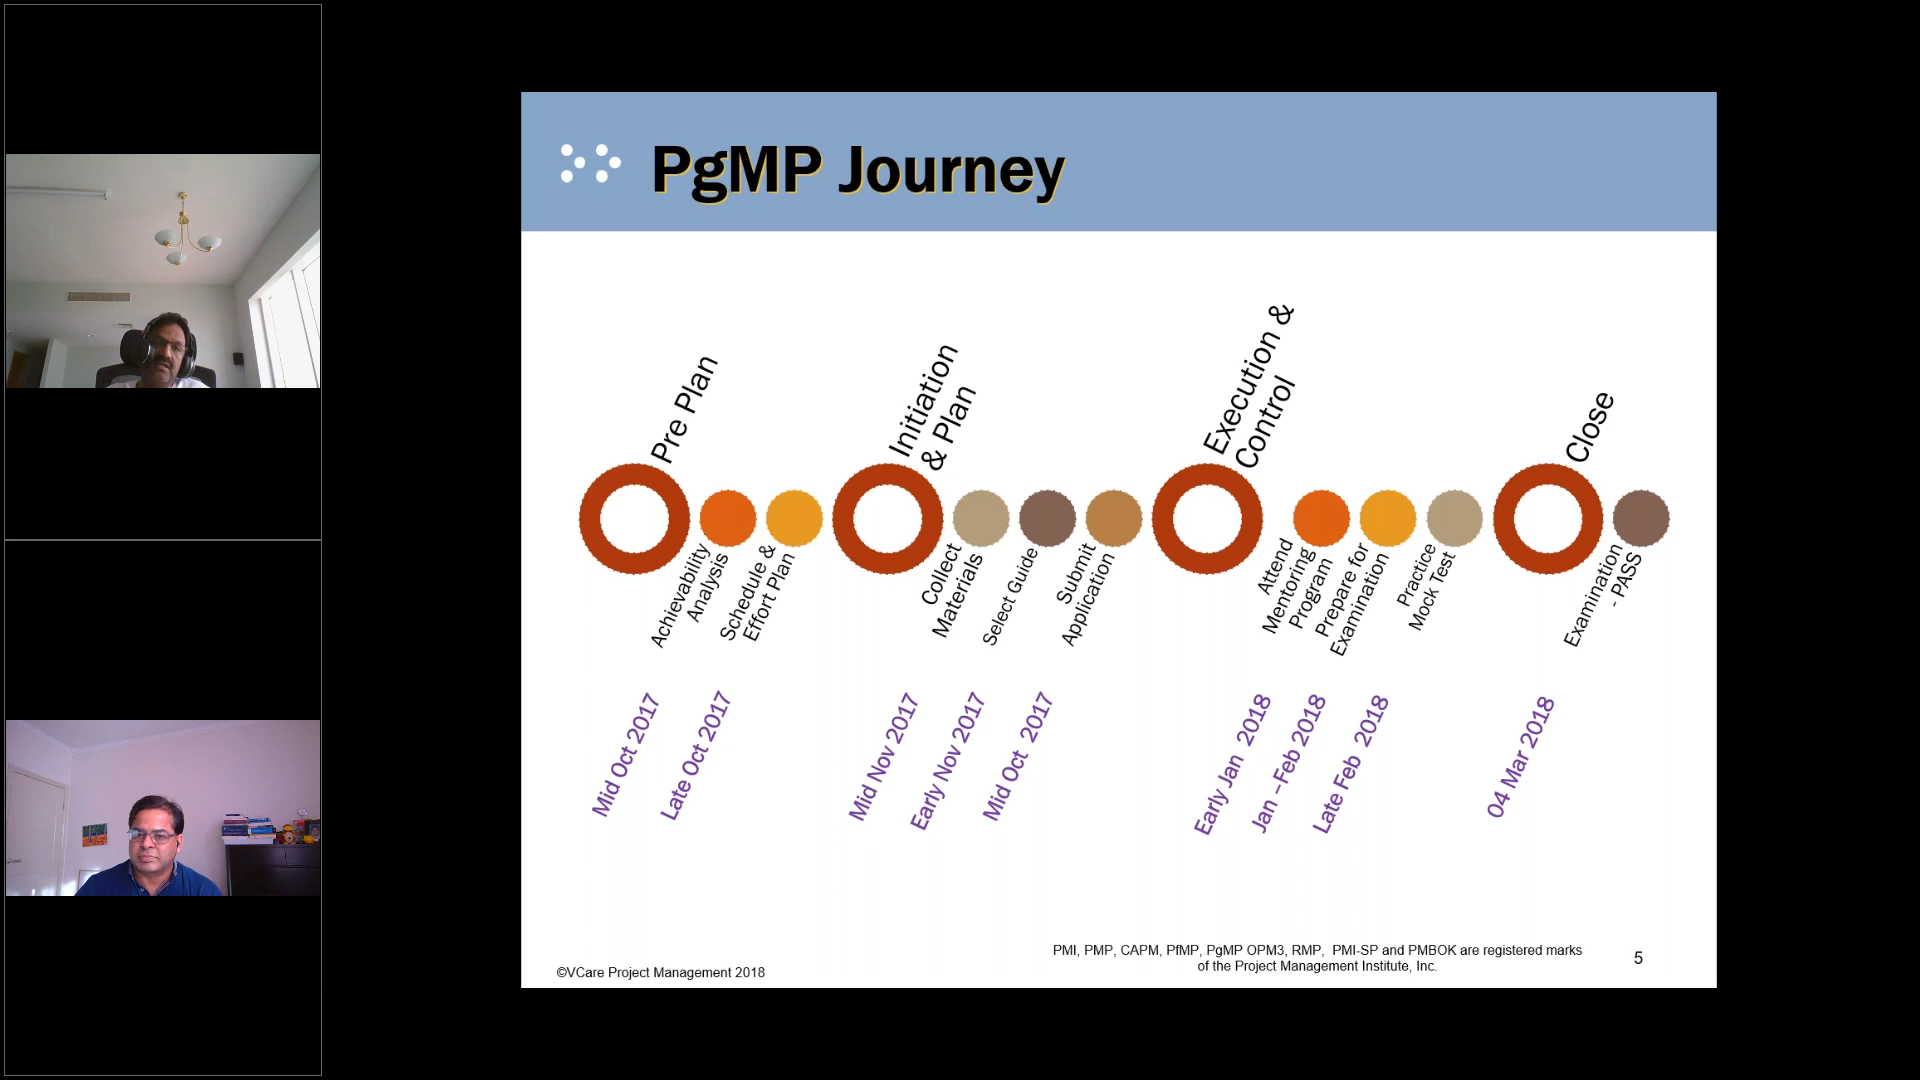 PgMP Journey
Pre Plan
Initiation
& Plan
Execution &
Control
Close
Achievability
Analysis
Schedule &
Effort Plan
Collect
Materials
Select Guide
Submit
Application
Attend
Mentoring
Program
Prepare for
Examination
Practice
Mock Test
Examination
- PASS
Mid Oct 2017
Late Oct 2017
Mid Nov 2017
Early Nov 2017
Mid Oct  2017
Early Jan  2018
Jan –Feb 2018
Late Feb  2018
04 Mar 2018
PMI, PMP, CAPM, PfMP, PgMP OPM3, RMP,  PMI-SP and PMBOK are registered marks
of the Project Management Institute, Inc.
5
©VCare Project Management 2018